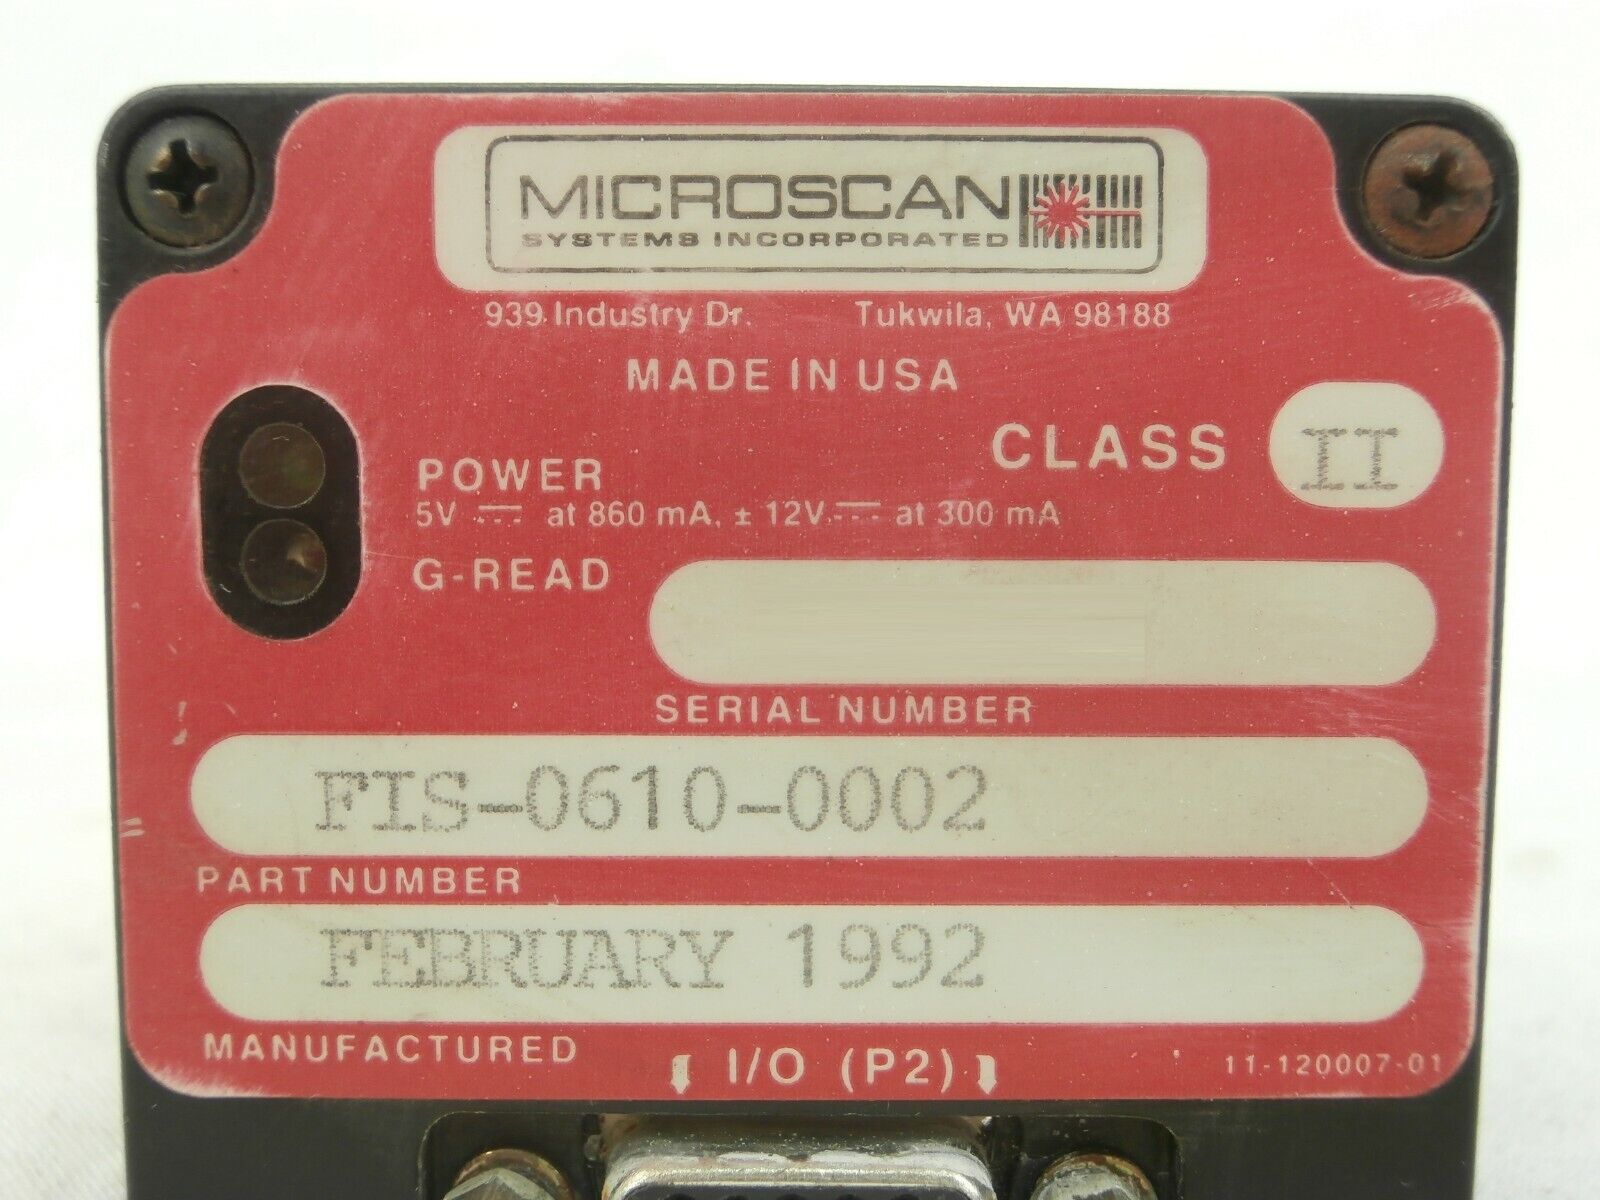 MICROSCAN
SYSTEMS INCORPORATED
939 Industry Dr. Tukwila, WA 98188
MADE IN USA
CLASS II
POWER
5V at 860 mA, ± 12V at 300 mA
G-READ
SERIAL NUMBER
FIS-0610-0002
PART NUMBER
FEBRUARY 1992
MANUFACTURED
I/O (P2)
11-120007-01